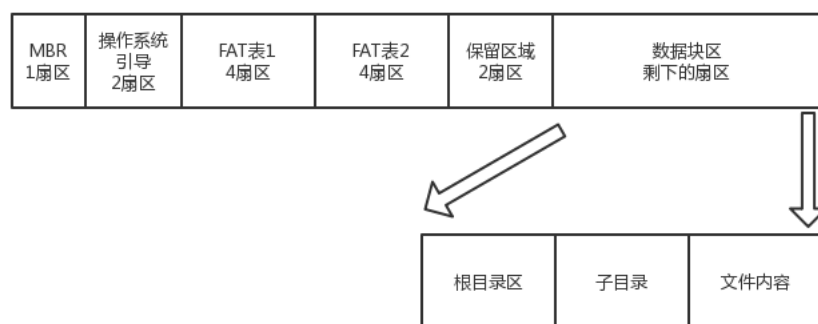 MBR
1扇区
操作系统
引导
2扇区
FAT表1
4扇区
FAT表2
4扇区
保留区域
2扇区
数据块区
剩下的扇区
根目录区
子目录
文件内容